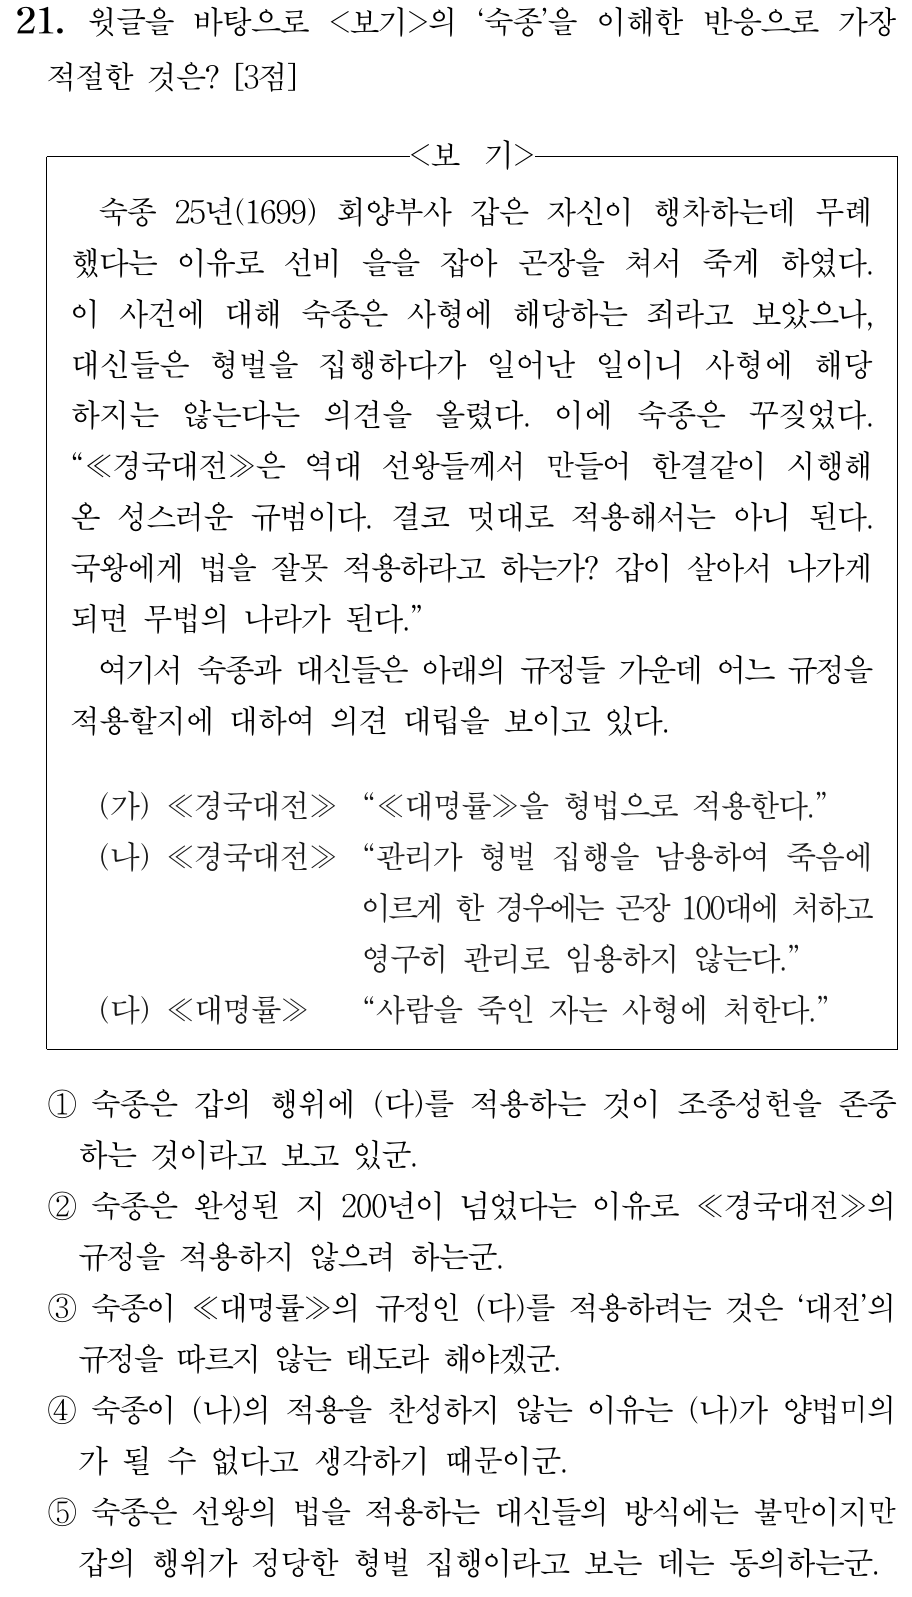 21. 윗글을 바탕으로 <보기>의 ‘숙종’을 이해한 반응으로 가장
적절한 것은? [3점]
<보 기>
숙종 25년(1699) 회양부사 갑은 자신이 행차하는데 무례
했다는 이유로 선비 을을 잡아 곤장을 쳐서 죽게 하였다.
이 사건에 대해 숙종은 사형에 해당하는 죄라고 보았으나,
대신들은 형벌을 집행하다가 일어난 일이니 사형에 해당
하지는 않는다는 의견을 올렸다. 이에 숙종은 꾸짖었다.
“≪경국대전≫은 역대 선왕들께서 만들어 한결같이 시행해
온 성스러운 규범이다. 결코 멋대로 적용해서는 아니 된다.
국왕에게 법을 잘못 적용하라고 하는가? 갑이 살아서 나가게
되면 무법의 나라가 된다.”
여기서 숙종과 대신들은 아래의 규정들 가운데 어느 규정을
적용할지에 대하여 의견 대립을 보이고 있다.
(가) ≪경국대전≫ “≪대명률≫을 형법으로 적용한다.”
(나) ≪경국대전≫ “관리가 형벌 집행을 남용하여 죽음에
이르게 한 경우에는 곤장 100대에 처하고
영구히 관리로 임용하지 않는다.”
(다) ≪대명률≫ “사람을 죽인 자는 사형에 처한다.”
① 숙종은 갑의 행위에 (다)를 적용하는 것이 조종성헌을 존중
하는 것이라고 보고 있군.
② 숙종은 완성된 지 200년이 넘었다는 이유로 ≪경국대전≫의
규정을 적용하지 않으려 하는군.
③ 숙종이 ≪대명률≫의 규정인 (다)를 적용하려는 것은 ‘대전’의
규정을 따르지 않는 태도라 해야겠군.
④ 숙종이 (나)의 적용을 찬성하지 않는 이유는 (나)가 양법미의
가 될 수 없다고 생각하기 때문이군.
⑤ 숙종은 선왕의 법을 적용하는 대신들의 방식에는 불만이지만
갑의 행위가 정당한 형벌 집행이라고 보는 데는 동의하는군.